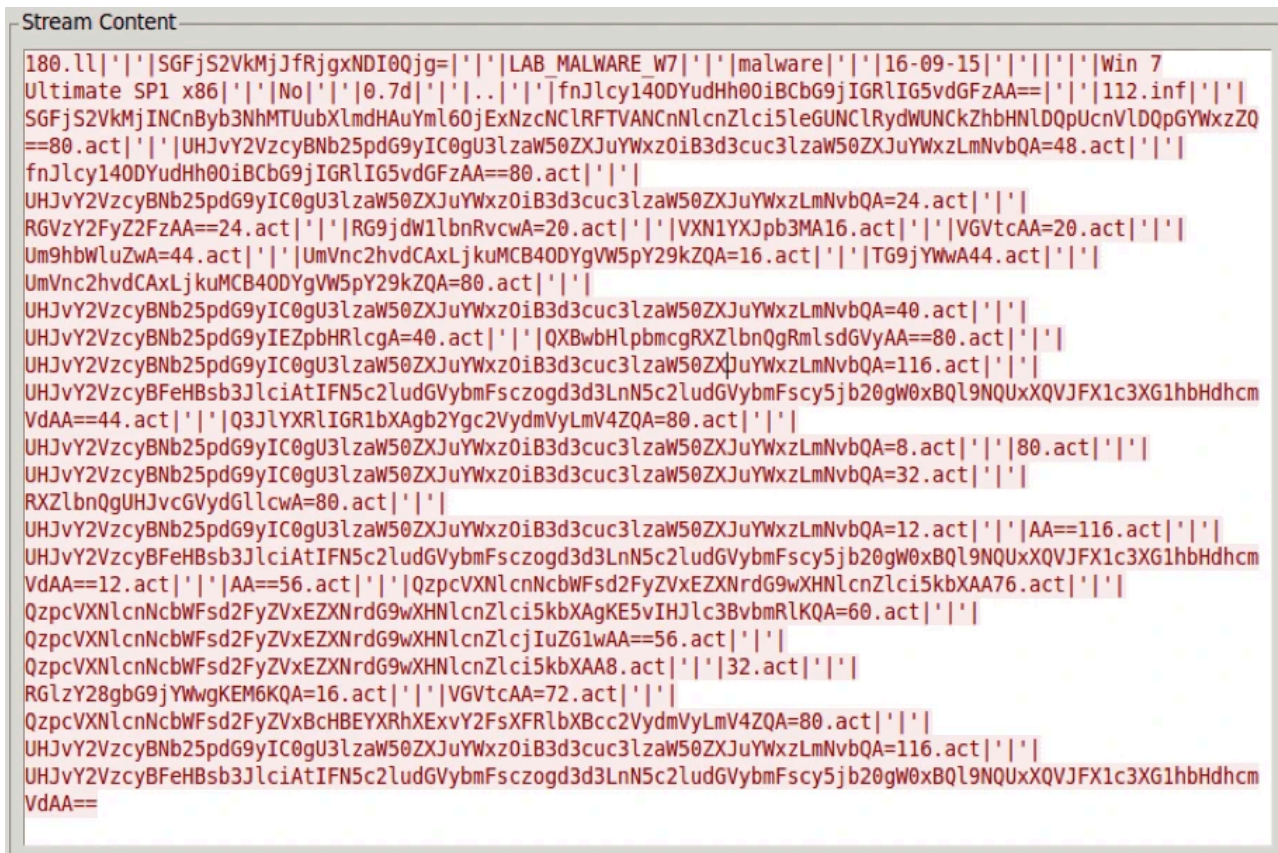 Stream Content
180.ll|'|'|SGFjS2VkMjJfRjgxNDI0Qjg=|'|'|LAB_MALWARE_W7|'|'|malware|'|'|16-09-15|'|'||'|'|Win 7
Ultimate SP1 x86|'|'|No|'|'|0.7d|'|'|..|'|'|fnJlcy14ODYudHh0OiBCbG9jIGRlIG5vdGFzAA==|'|'|112.inf|'|'|
SGFjS2VkMjINCnByb3NhMTUubXlmdHAuYml6OjExNzcNClRFTVANCnNlcnZlci5leGUNClRydWUNCkZhbHNlDQpUcnVlDQpGYWxzZQ
==80.act|'|'|UHJvY2VzcyBNb25pdG9yIC0gU3lzaW50ZXJuYWxzOiB3d3cuc3lzaW50ZXJuYWxzLmNvbQA=48.act|'|'|
fnJlcy14ODYudHh0OiBCbG9jIGRlIG5vdGFzAA==80.act|'|'|
UHJvY2VzcyBNb25pdG9yIC0gU3lzaW50ZXJuYWxzOiB3d3cuc3lzaW50ZXJuYWxzLmNvbQA=24.act|'|'|
RGVzY2FyZ2FzAA==24.act|'|'|RG9jdW1lbnRvcwA=20.act|'|'|VXN1YXJpb3MA16.act|'|'|VGVtcAA=20.act|'|'|
Um9hbWluZwA=44.act|'|'|UmVnc2hvdCAxLjkuMCB4ODYgVW5pY29kZQA=16.act|'|'|TG9jYWwA44.act|'|'|
UmVnc2hvdCAxLjkuMCB4ODYgVW5pY29kZQA=80.act|'|'|
UHJvY2VzcyBNb25pdG9yIC0gU3lzaW50ZXJuYWxzOiB3d3cuc3lzaW50ZXJuYWxzLmNvbQA=40.act|'|'|
UHJvY2VzcyBNb25pdG9yIEZpbHRlcgA=40.act|'|'|QXBwbHlpbmcgRXZlbnQgRmlsdGVyAA==80.act|'|'|
UHJvY2VzcyBNb25pdG9yIC0gU3lzaW50ZXJuYWxzOiB3d3cuc3lzaW50ZXJuYWxzLmNvbQA=116.act|'|'|
UHJvY2VzcyBFeHBsb3JlciAtIFN5c2ludGVybmFsczogd3d3LnN5c2ludGVybmFscy5jb20gW0xBQl9NQUxXQVJFX1c3XG1hbHdhcm
VdAA==44.act|'|'|Q3JlYXRlIGR1bXAgb2Ygc2VydmVyLmV4ZQA=80.act|'|'|
UHJvY2VzcyBNb25pdG9yIC0gU3lzaW50ZXJuYWxzOiB3d3cuc3lzaW50ZXJuYWxzLmNvbQA=8.act|'|'|80.act|'|'|
UHJvY2VzcyBNb25pdG9yIC0gU3lzaW50ZXJuYWxzOiB3d3cuc3lzaW50ZXJuYWxzLmNvbQA=32.act|'|'|
RXZlbnQgUHJvcGVydGllcwA=80.act|'|'|
UHJvY2VzcyBNb25pdG9yIC0gU3lzaW50ZXJuYWxzOiB3d3cuc3lzaW50ZXJuYWxzLmNvbQA=12.act|'|'|AA==116.act|'|'|
UHJvY2VzcyBFeHBsb3JlciAtIFN5c2ludGVybmFsczogd3d3LnN5c2ludGVybmFscy5jb20gW0xBQl9NQUxXQVJFX1c3XG1hbHdhcm
VdAA==12.act|'|'|AA==56.act|'|'|QzpcVXNlcnNcbWFsd2FyZVxEZXNrdG9wXHNlcnZlci5kbXAA76.act|'|'|
QzpcVXNlcnNcbWFsd2FyZVxEZXNrdG9wXHNlcnZlci5kbXAgKE5vIHJlc3BvbmRlKQA=60.act|'|'|
QzpcVXNlcnNcbWFsd2FyZVxEZXNrdG9wXHNlcnZlcjIuZG1wAA==56.act|'|'|
QzpcVXNlcnNcbWFsd2FyZVxEZXNrdG9wXHNlcnZlci5kbXAA8.act|'|'|32.act|'|'|
RGlzY28gbG9jYWwgKEM6KQA=16.act|'|'|VGVtcAA=72.act|'|'|
QzpcVXNlcnNcbWFsd2FyZVxBcHBEYXRhXExvY2FsXFRlbXBcc2VydmVyLmV4ZQA=80.act|'|'|
UHJvY2VzcyBNb25pdG9yIC0gU3lzaW50ZXJuYWxzOiB3d3cuc3lzaW50ZXJuYWxzLmNvbQA=116.act|'|'|
UHJvY2VzcyBFeHBsb3JlciAtIFN5c2ludGVybmFsczogd3d3LnN5c2ludGVybmFscy5jb20gW0xBQl9NQUxXQVJFX1c3XG1hbHdhcm
VdAA==